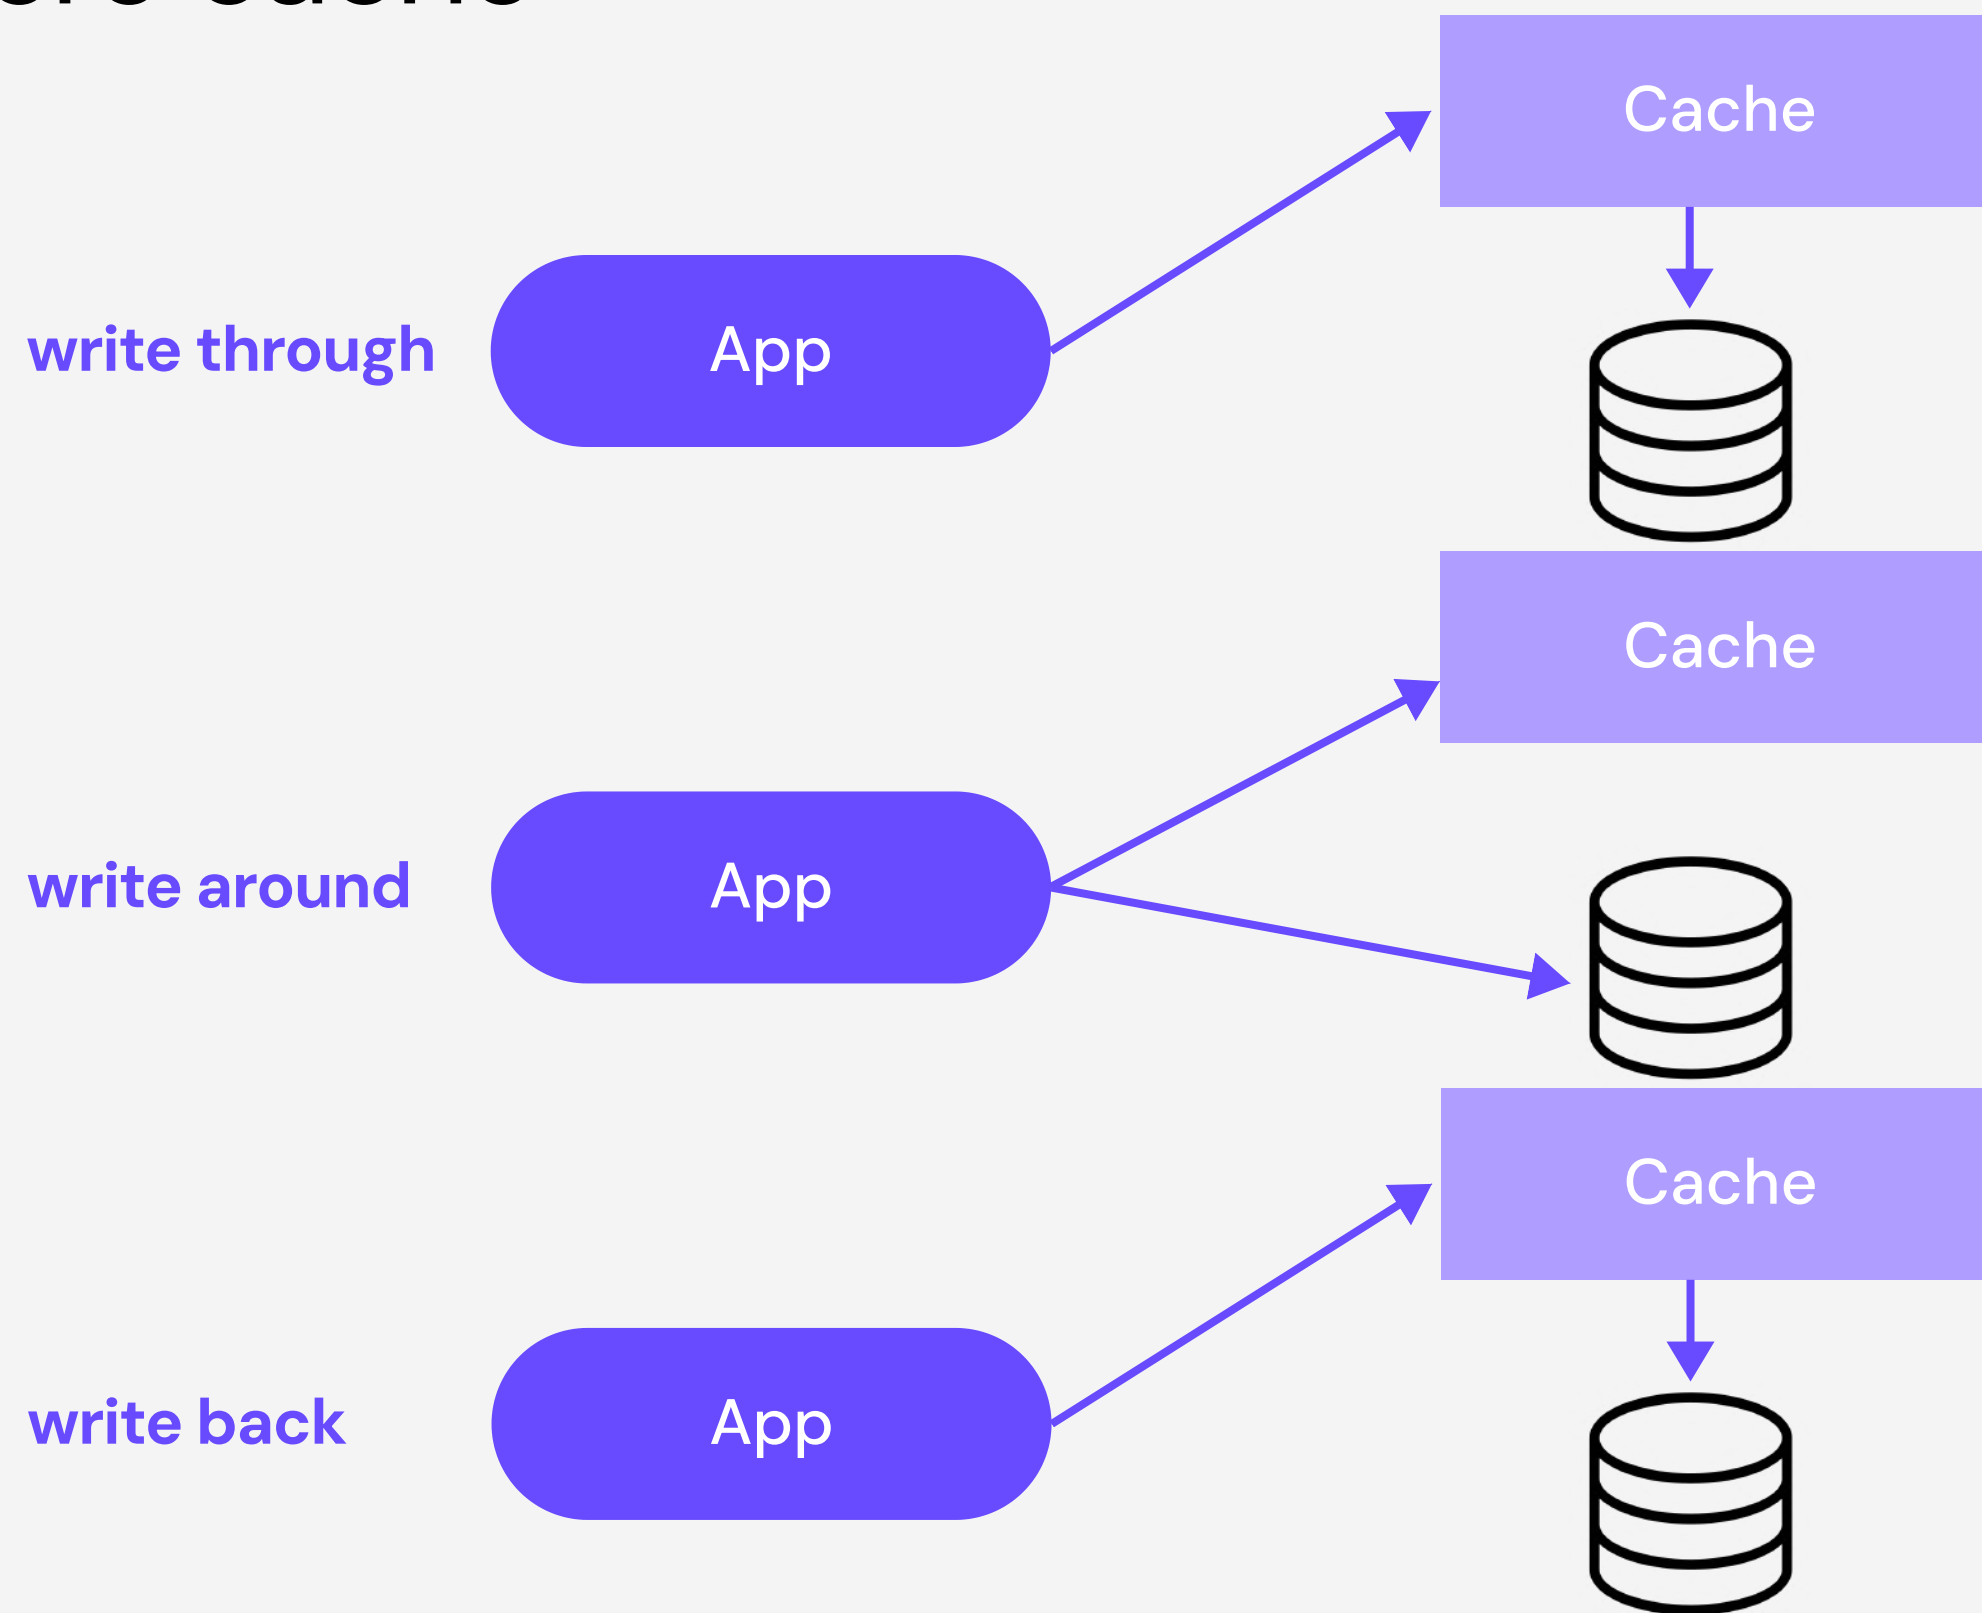 Cache
write through App
Cache
write around App
Cache
write back App